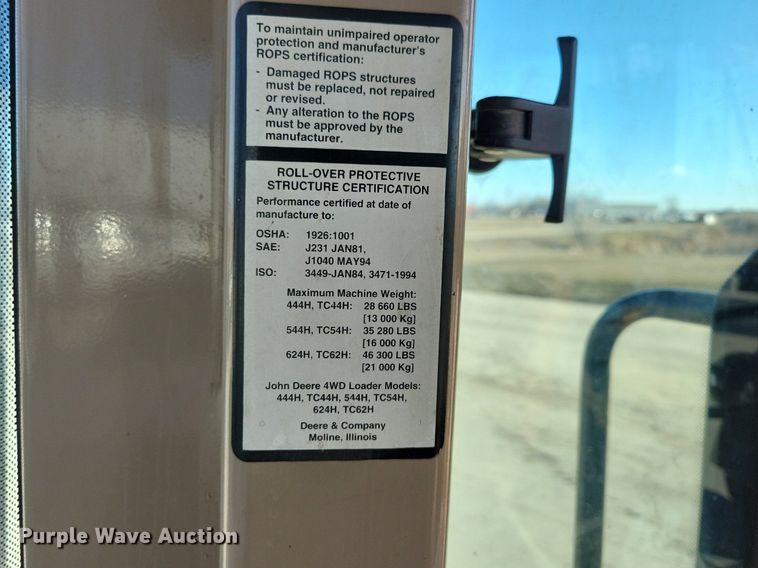 To maintain unimpaired operator
protection and manufacturer's
ROPS certification:
- Damaged ROPS structures
must be replaced, not repaired
or revised.
- Any alteration to the ROPS
must be approved by the
manufacturer.
ROLL-OVER PROTECTIVE
STRUCTURE CERTIFICATION
Performance certified at date of
manufacture to:
OSHA: 1926:1001
SAE: J231 JAN81,
J1040 MAY94
ISO: 3449-JAN84, 3471-1994
Maximum Machine Weight:
444H, TC44H: 28 660 LBS
[13 000 Kg]
544H, TC54H: 35 280 LBS
[16 000 Kg]
624H, TC62H: 46 300 LBS
[21 000 Kg]
John Deere 4WD Loader Models:
444H, TC44H, 544H, TC54H,
624H, TC62H
Deere & Company
Moline, Illinois
Purple Wave Auction